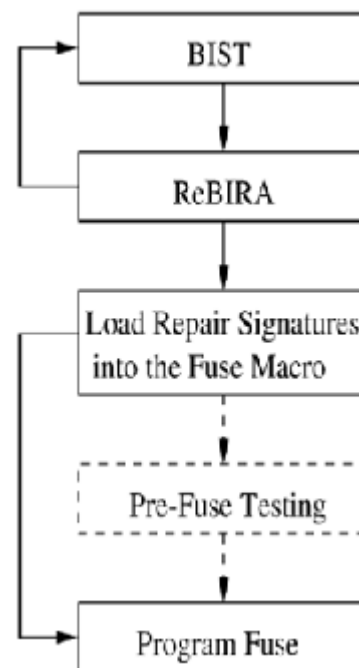 BIST
ReBIRA
Load Repair Signatures
into the Fuse Macro
Pre-Fuse Testing
Program Fuse